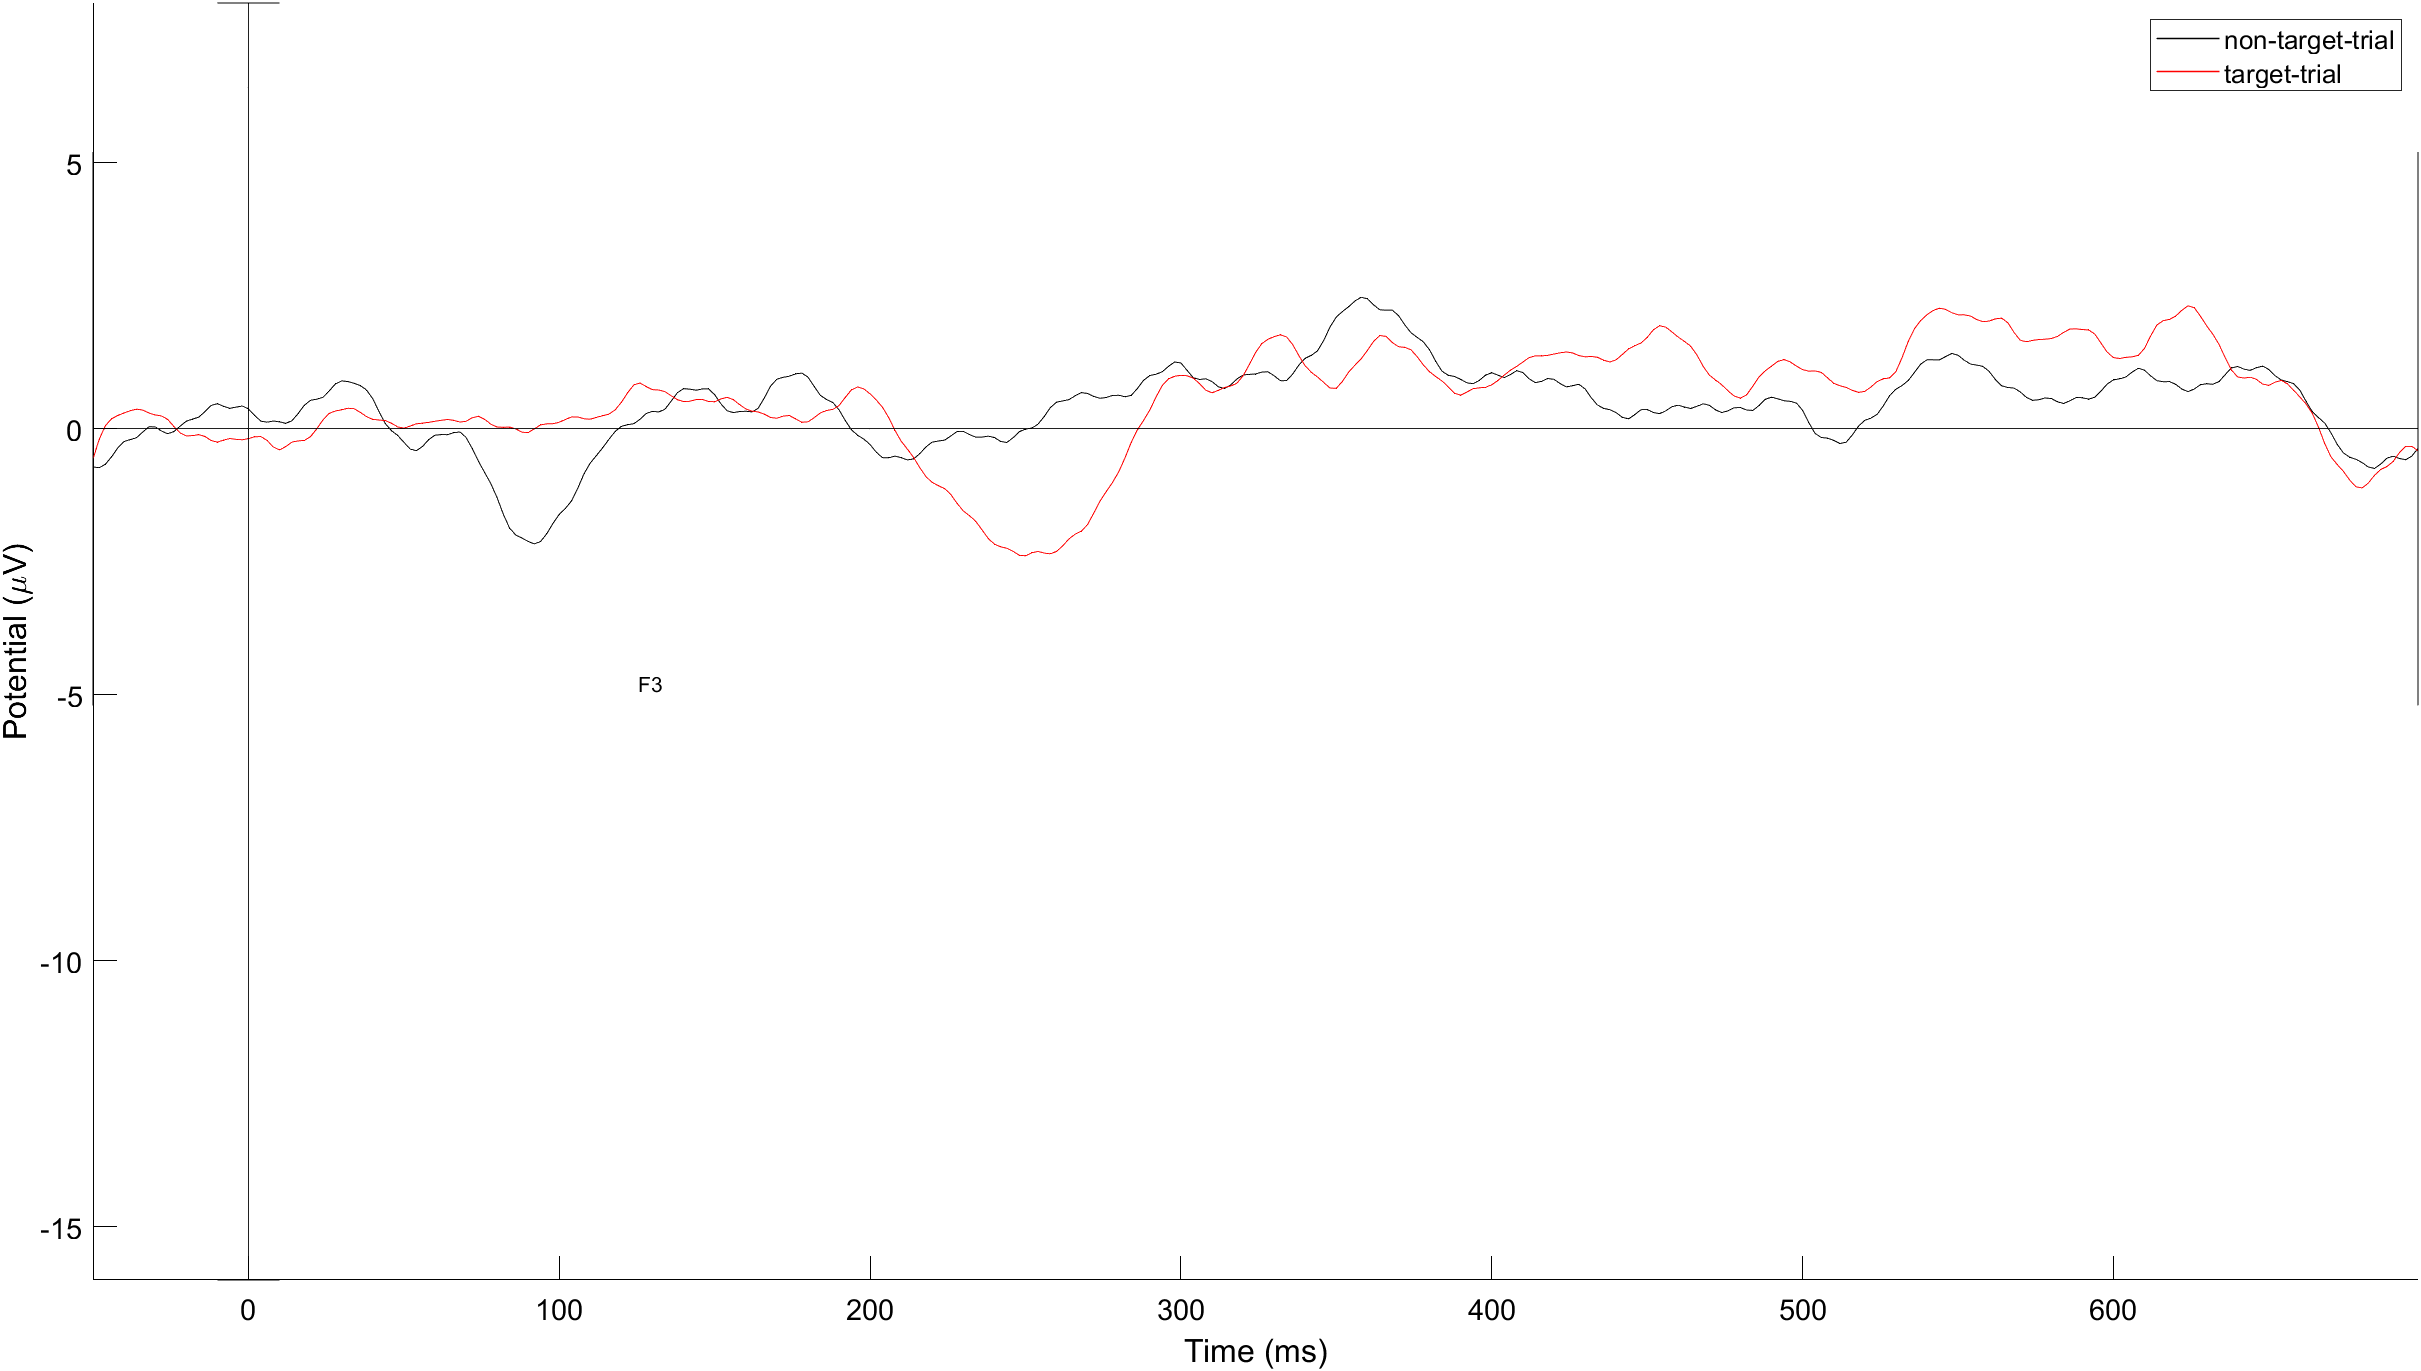 non-target-trial
target-trial
5
0
-5
-10
-15
Potential (μV)
F3
0 100 200 300 400 500 600
Time (ms)